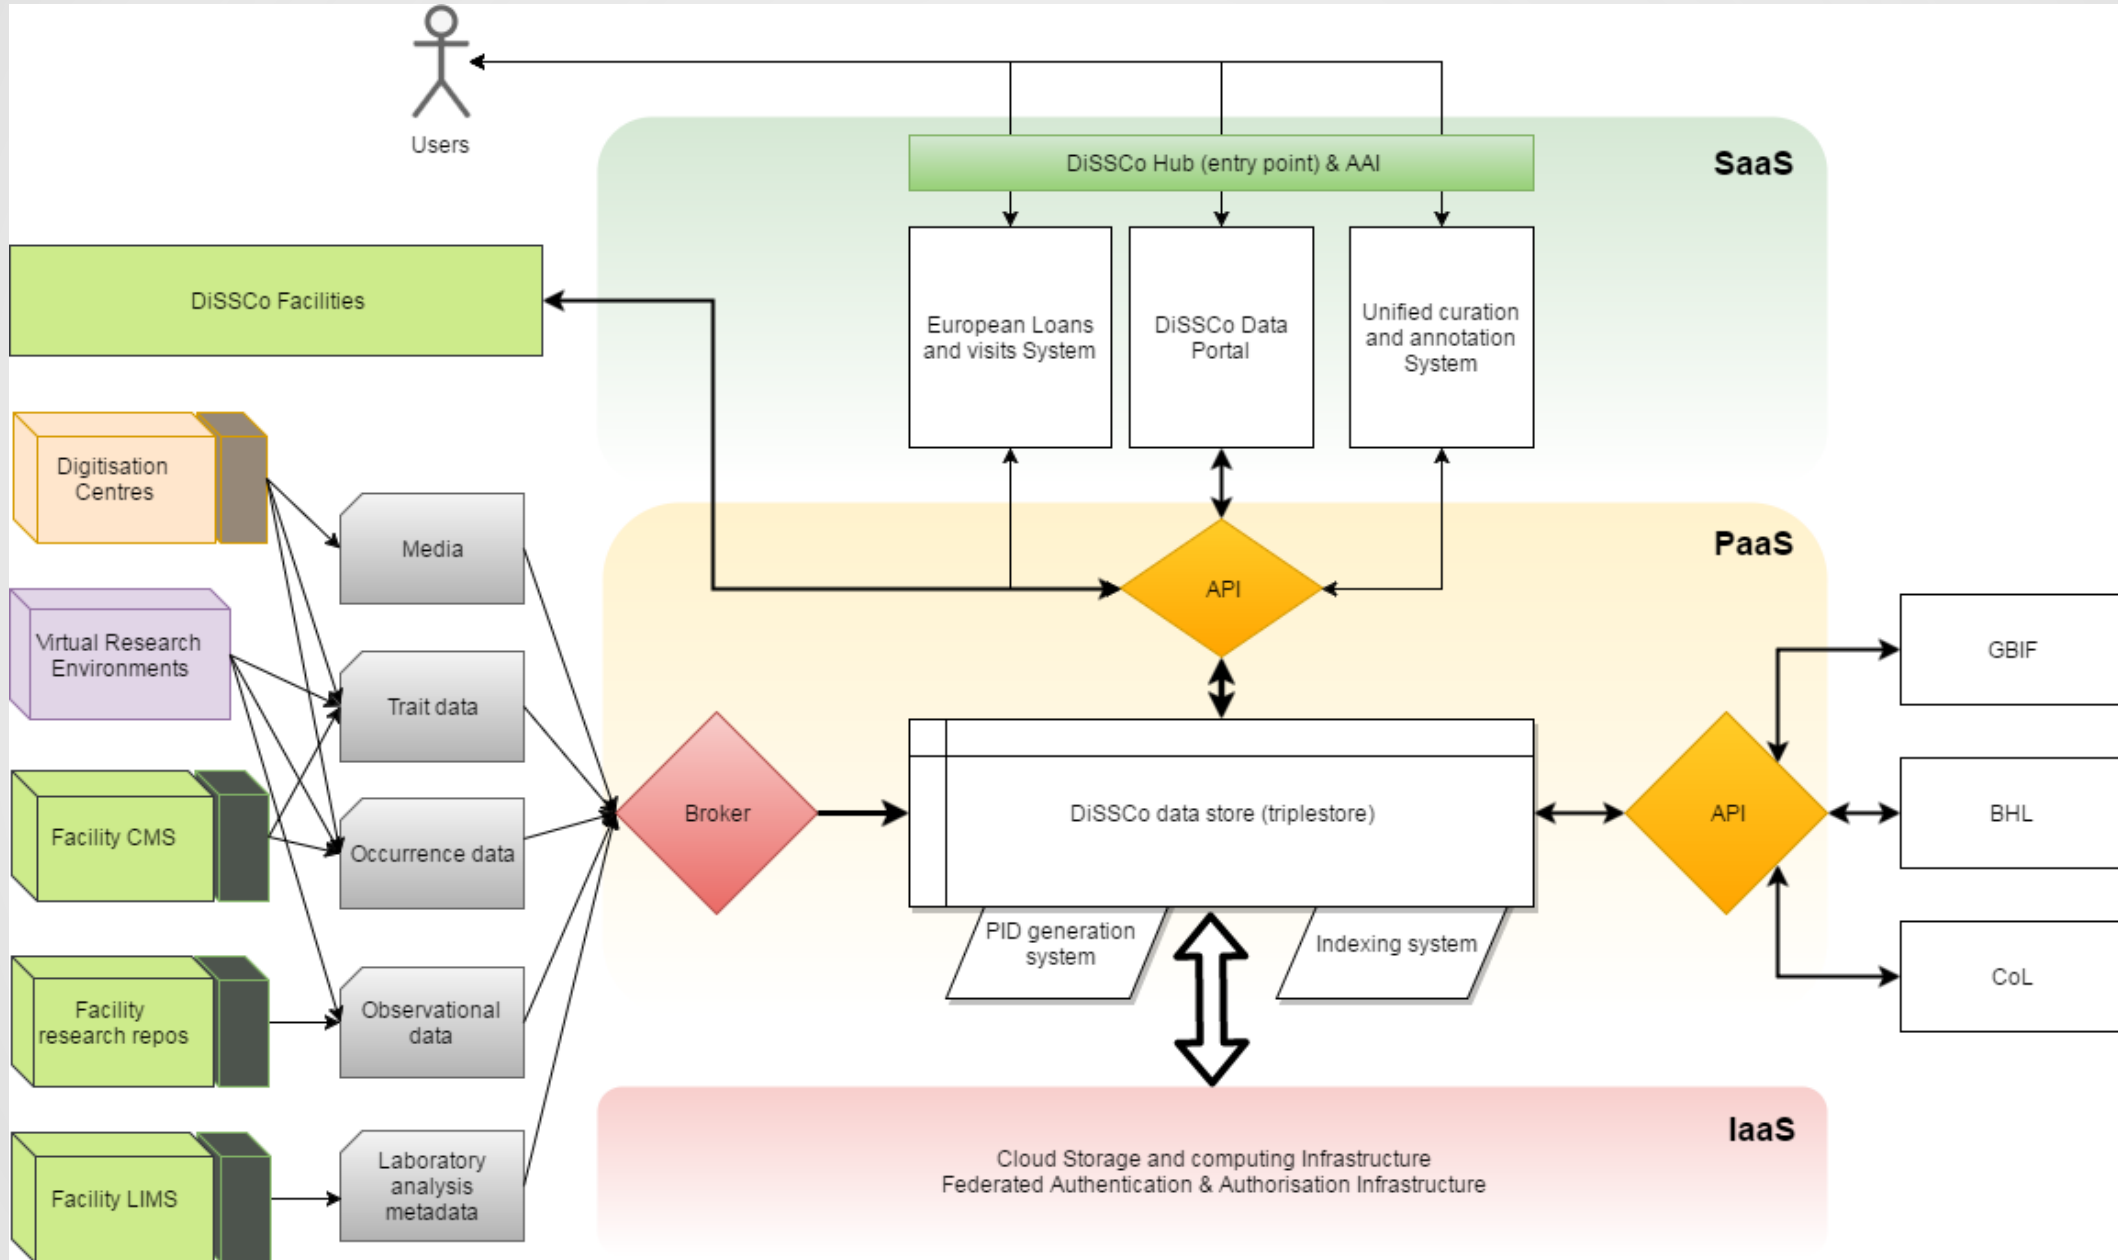 Users
DiSSCo Hub (entry point) & AAI
SaaS
DiSSCo Facilities
European Loans
and visits System
DiSSCo Data
Portal
Unified curation
and annotation
System
Digitisation
Centres
Media
PaaS
API
Virtual Research
Environments
Trait data
GBIF
Facility CMS
Occurrence data
Broker
DiSSCo data store (triplestore)
API
BHL
PID generation
system
Indexing system
CoL
Facility
research repos
Observational
data
IaaS
Cloud Storage and computing Infrastructure
Federated Authentication & Authorisation Infrastructure
Facility LIMS
Laboratory
analysis
metadata